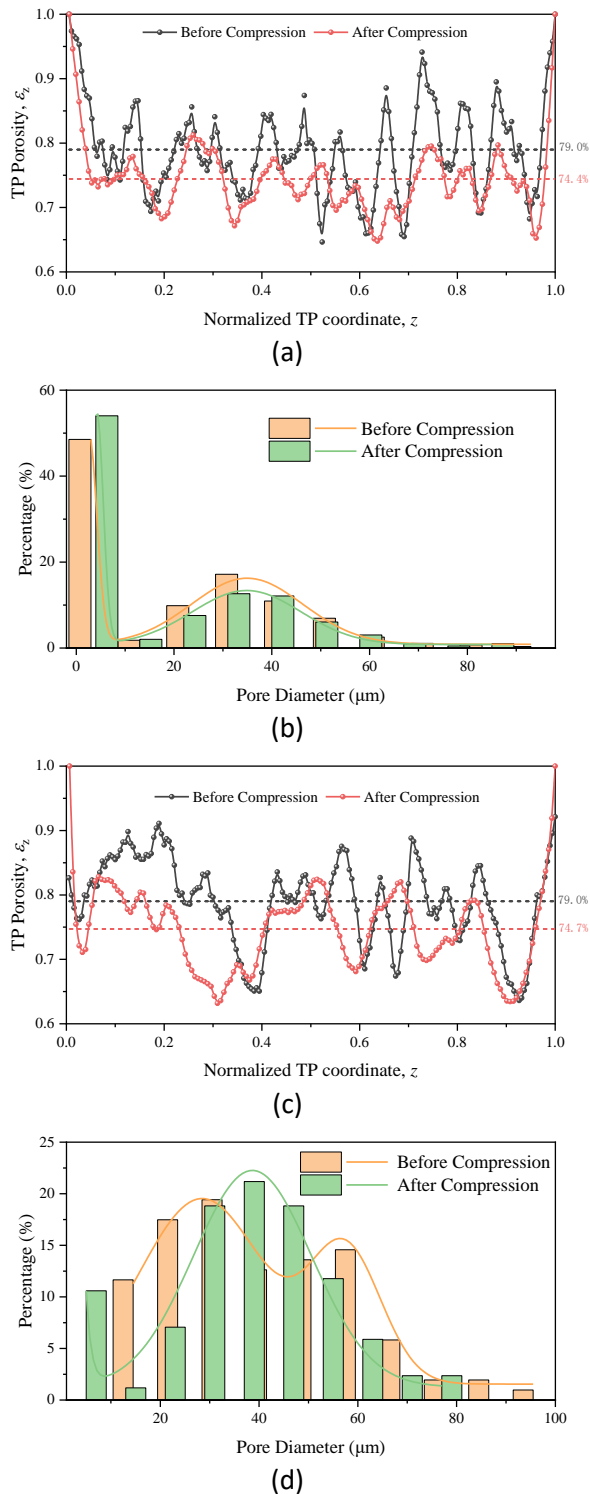 Before Compression After Compression
1.0
0.9
0.8
0.7
0.6
TP Porosity, εz
79.0%
74.4%
0.0 0.2 0.4 0.6 0.8 1.0
Normalized TP coordinate, z
(a)
60
40
20
0
Percentage (%)
Before Compression
After Compression
0 20 40 60 80
Pore Diameter (μm)
(b)
1.0
0.9
0.8
0.7
0.6
TP Porosity, εz
Before Compression After Compression
79.0%
74.7%
0.0 0.2 0.4 0.6 0.8 1.0
Normalized TP coordinate, z
(c)
25
20
15
10
5
0
Percentage (%)
Before Compression
After Compression
20 40 60 80 100
Pore Diameter (μm)
(d)